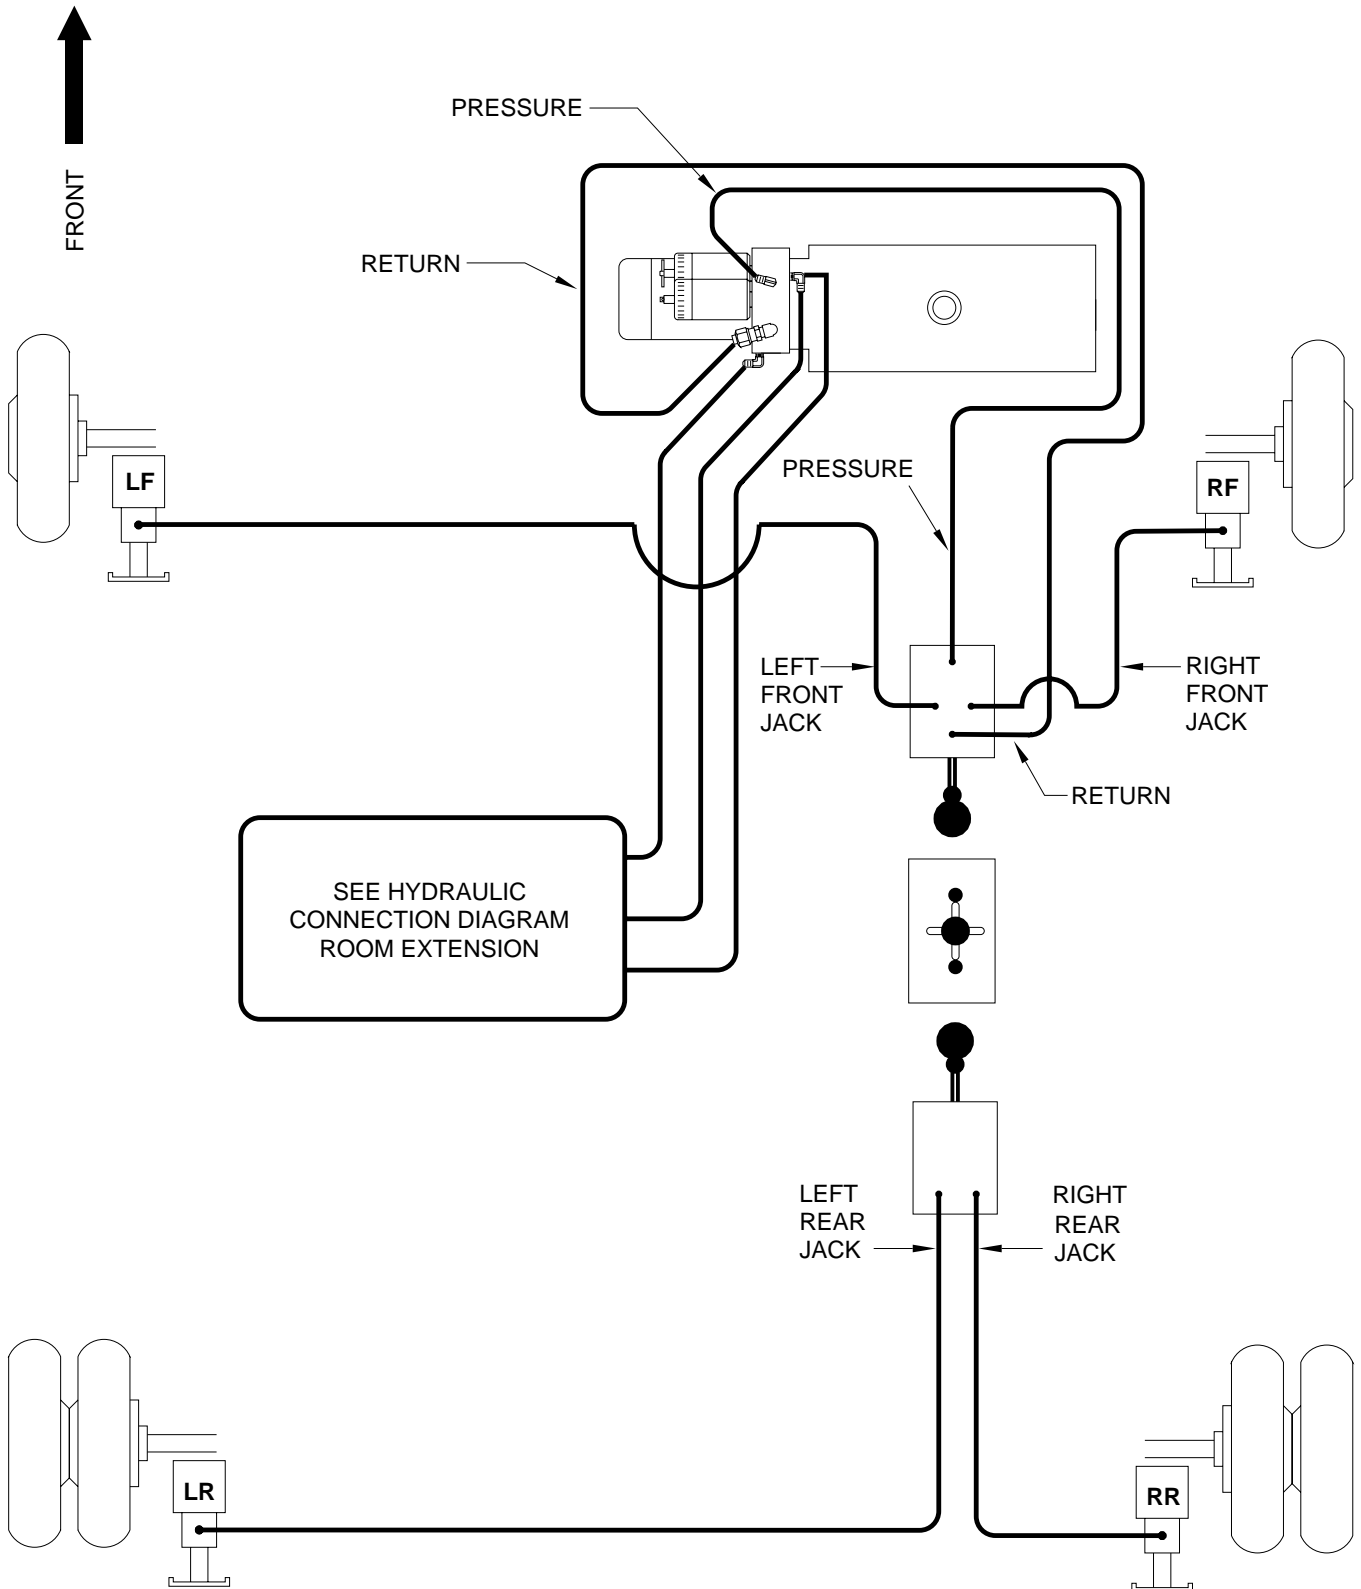 PRESSURE
FRONT
RETURN
PRESSURE
LF
RF
LEFT
FRONT
JACK
RIGHT
FRONT
JACK
RETURN
SEE HYDRAULIC
CONNECTION DIAGRAM
ROOM EXTENSION
LEFT
REAR
JACK
RIGHT
REAR
JACK
LR
RR